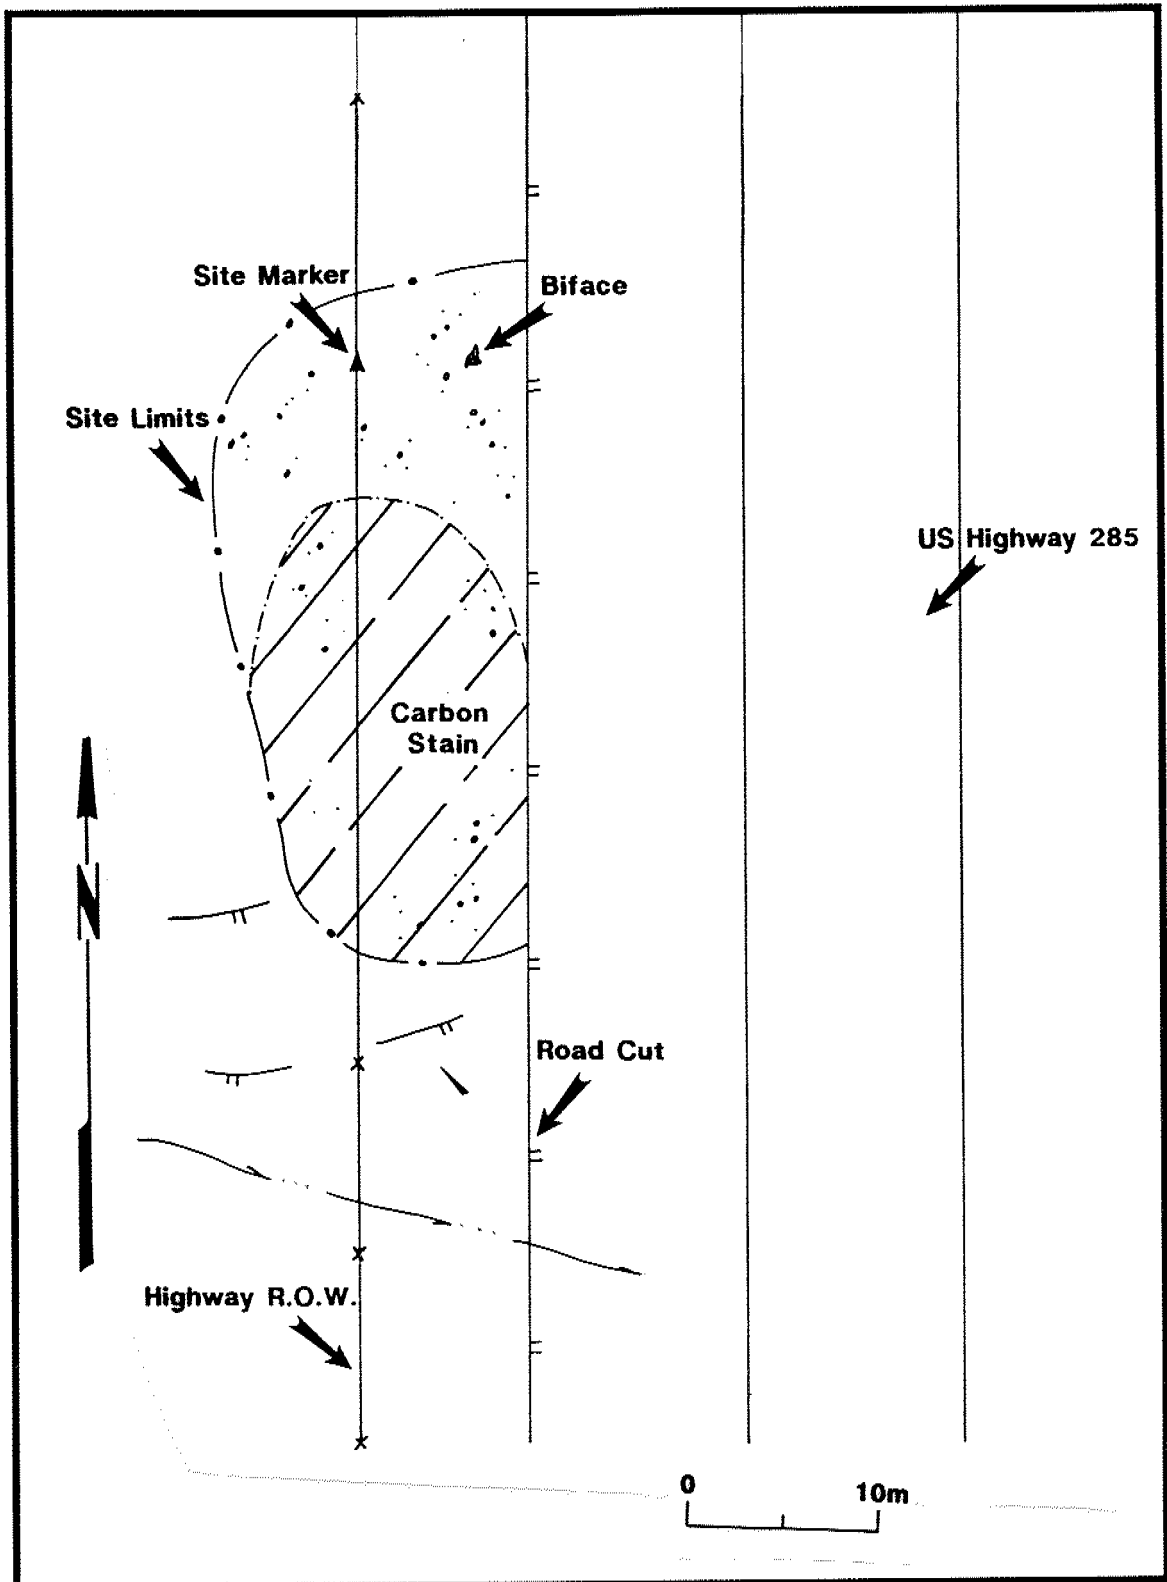 Site Marker
Biface
Site Limits
US Highway 285
Carbon
Stain
N
Road Cut
Highway R.O.W.
0 10m